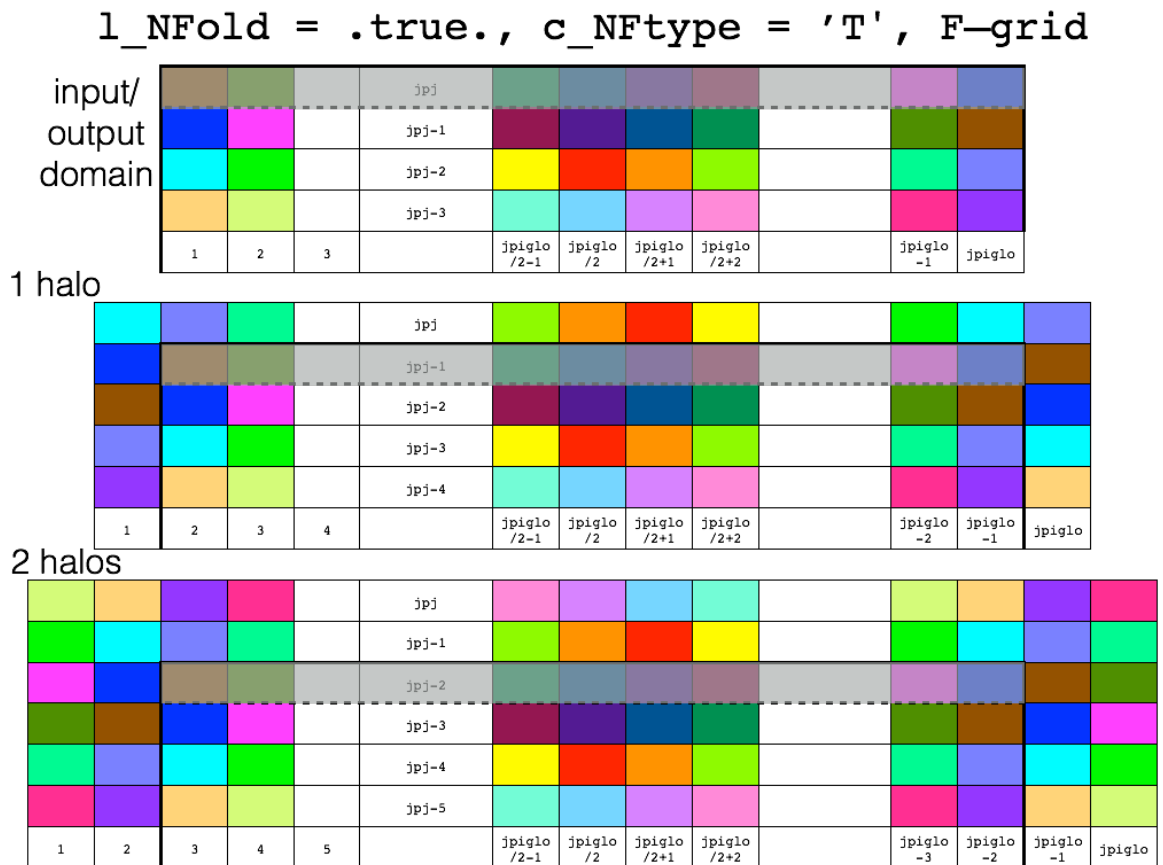 l_NFold = .true., c_NFtype = 'T', F–grid
input/
output
domain
jpj
jpj-1
jpj-2
jpj-3
1 2 3 jpiglo/2-1 jpiglo/2 jpiglo/2+1 jpiglo/2+2 jpiglo-1 jpiglo
1 halo
jpj
jpj-1
jpj-2
jpj-3
jpj-4
1 2 3 4 jpiglo/2-1 jpiglo/2 jpiglo/2+1 jpiglo/2+2 jpiglo-2 jpiglo-1 jpiglo
2 halos
jpj
jpj-1
jpj-2
jpj-3
jpj-4
jpj-5
1 2 3 4 5 jpiglo/2-1 jpiglo/2 jpiglo/2+1 jpiglo/2+2 jpiglo-3 jpiglo-2 jpiglo-1 jpiglo